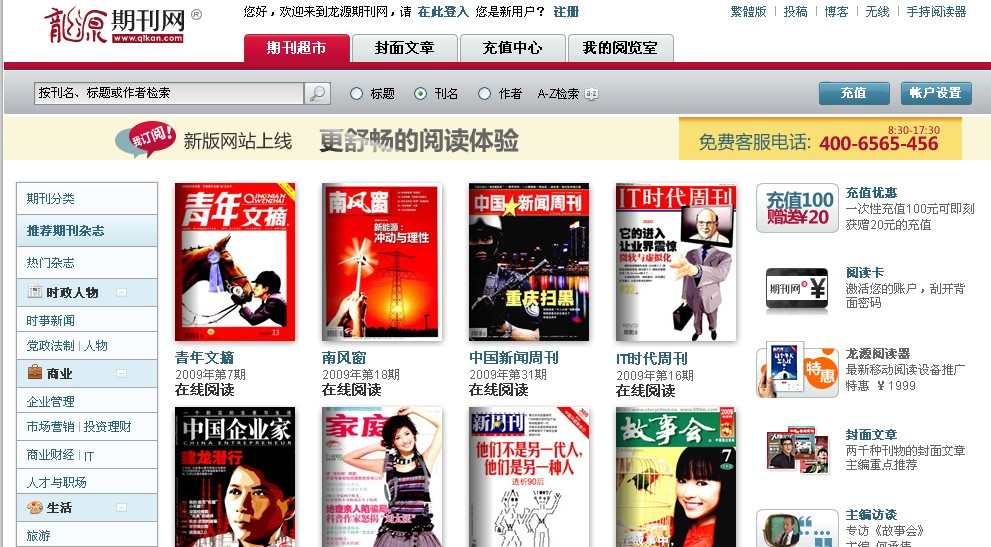 龍源期刊网®
www.qikan.com
您好，欢迎来到龙源期刊网，请 在此登入 您是新用户？ 注册
繁體版 | 投稿 | 博客 | 无线 | 手持阅读器
期刊超市 封面文章 充值中心 我的阅览室
按刊名、标题或作者检索 标题 刊名 作者 A-Z检索
充值 帐户设置
我订阅!
新版网站上线 更舒畅的阅读体验
8:30-17:30
免费客服电话: 400-6565-456
期刊分类
推荐期刊杂志
热门杂志
时政人物
时事新闻
党政法制 | 人物
商业
企业管理
市场营销 | 投资理财
商业财经 | IT
人才与职场
生活
旅游
青年文摘
QINGNIAN WENZHAI
13
南风窗
新能源：
冲动与理性
中国新闻周刊
重庆扫黑
IT时代周刊
它的进入
让业界震惊
微软与虚拟化
青年文摘
2009年第7期
在线阅读
南风窗
2009年第18期
在线阅读
中国新闻周刊
2009年第31期
在线阅读
IT时代周刊
2009年第16期
在线阅读
中国企业家
CHINA ENTREPRENEUR
建龙潜行
家庭
新周刊
他们不是另一代人，
他们是另一种人
透析90后
故事会
2009
7
充值100
赠送¥20
充值优惠
一次性充值100元可即刻
获赠20元的充值
期刊网 ¥
阅读卡
激活您的账户，刮开背
面密码
特惠
龙源阅读器
最新移动阅读设备推广
特惠 ￥1999
封面文章
两千种刊物的封面文章
主编重点推荐
主编访谈
专访《故事会》